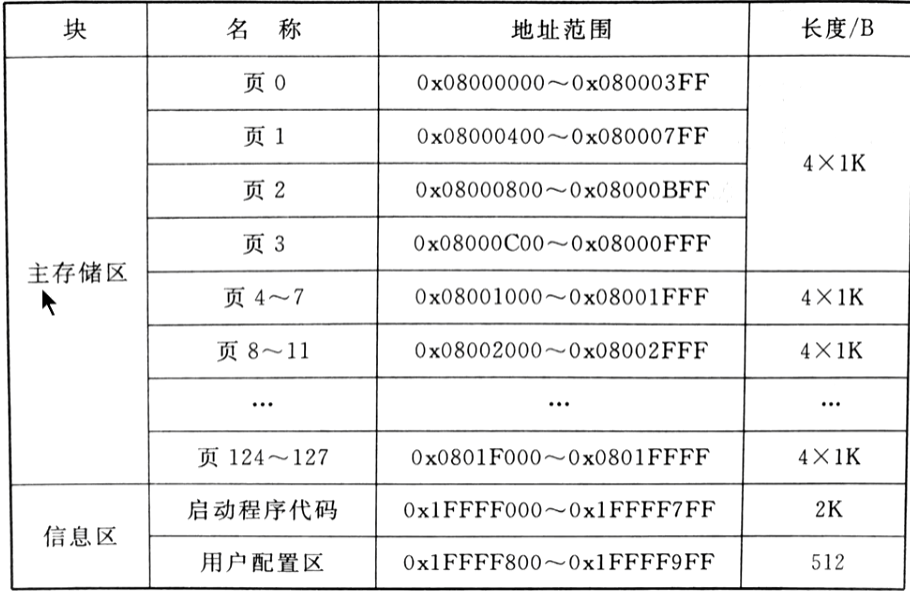 块 名 称 地址范围 长度/B
主存储区 页 0 0x08000000～0x080003FF 4×1K
页 1 0x08000400～0x080007FF
页 2 0x08000800～0x08000BFF
页 3 0x08000C00～0x08000FFF
页 4～7 0x08001000～0x08001FFF 4×1K
页 8～11 0x08002000～0x08002FFF 4×1K
… … …
页 124～127 0x0801F000～0x0801FFFF 4×1K
信息区 启动程序代码 0x1FFFF000～0x1FFFF7FF 2K
用户配置区 0x1FFFF800～0x1FFFF9FF 512